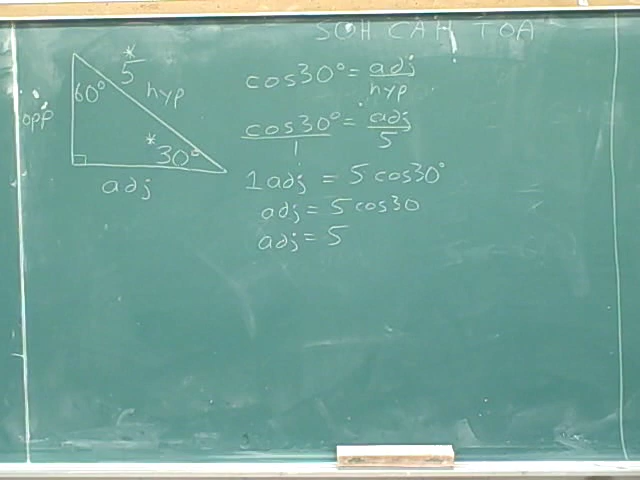 SOH CAH TOA
*
5
hyp
60°
opp
*30°
adj
cos30°= adj
hyp
cos30° = adj
1 5
1adj = 5cos30°
adj = 5cos30
adj = 5